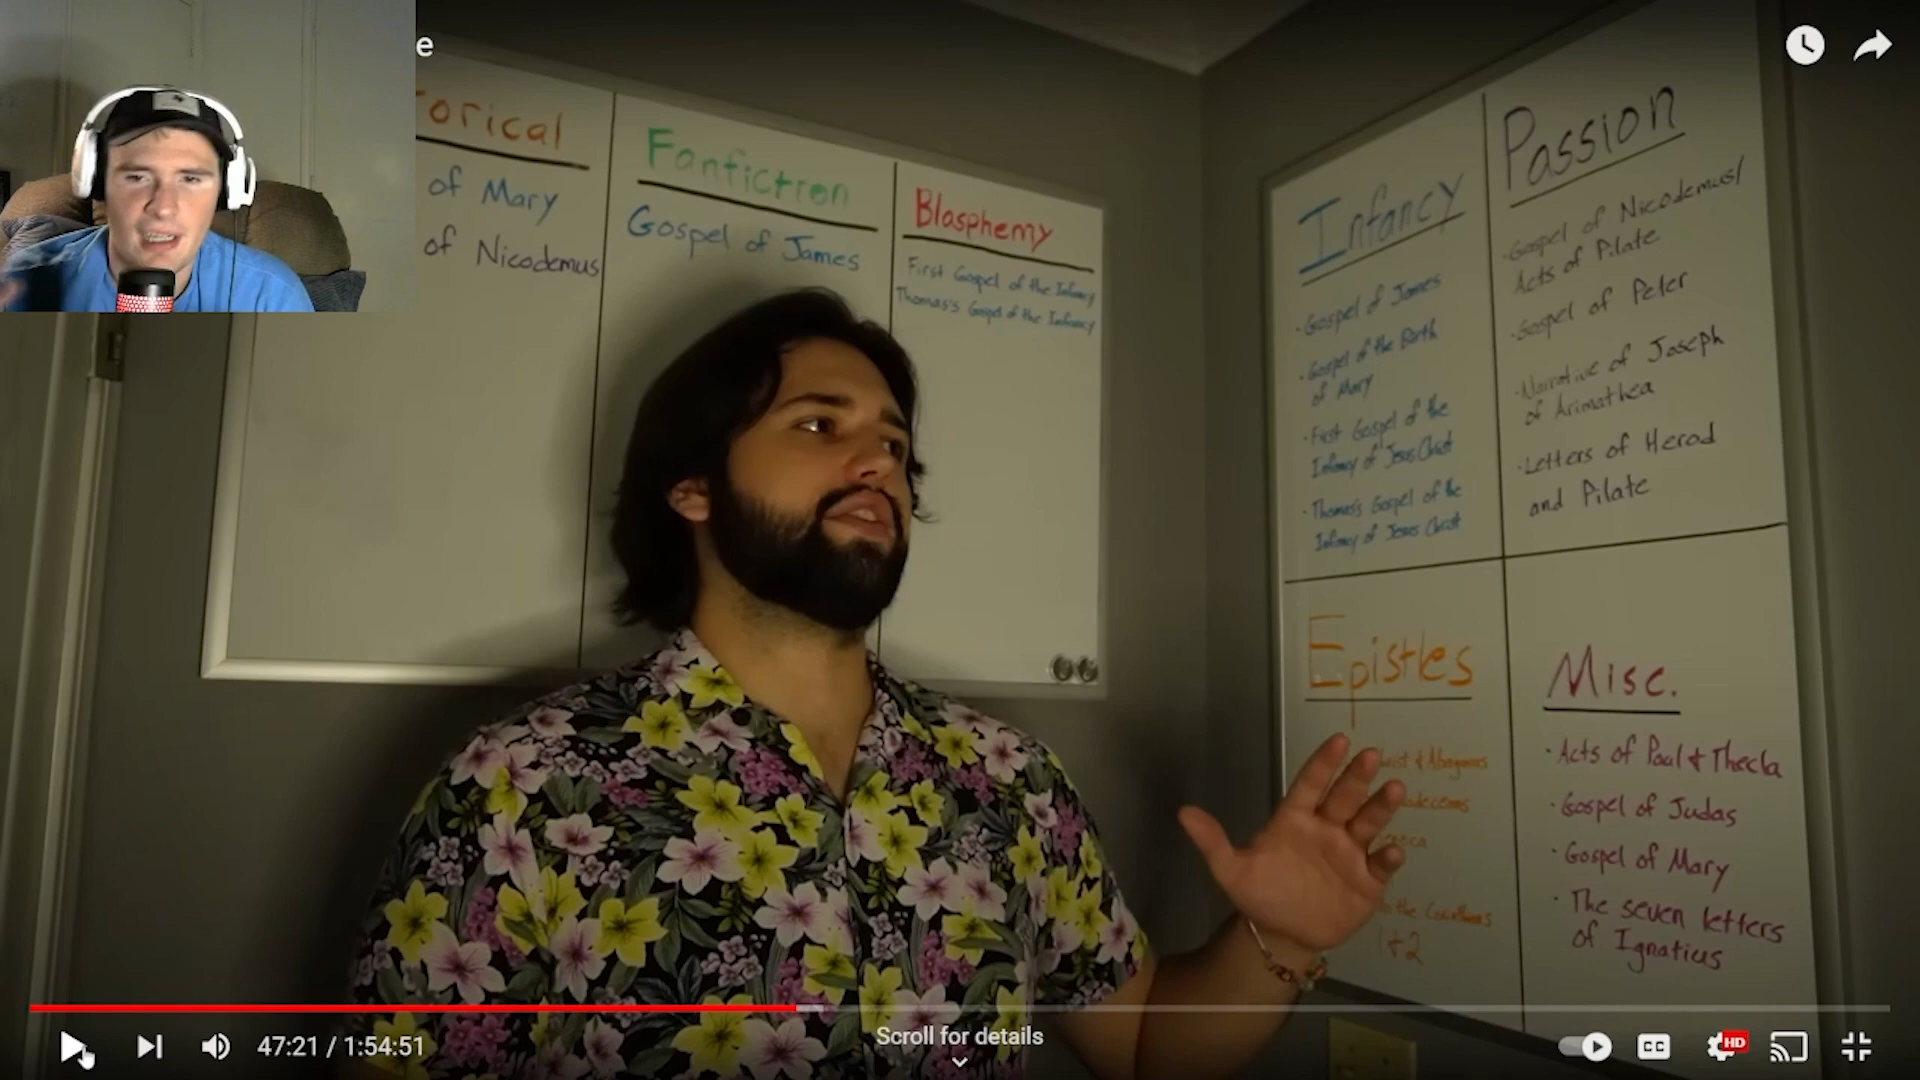 e
orical
of Mary
of Nicodemus
Fanfiction
Gospel of James
Blasphemy
First Gospel of the Infancy
Thomas's Gospel of the Infancy
Infancy
· Gospel of James
· Gospel of the Birth
of Mary
· First Gospel of the
Infancy of Jesus Christ
· Thomas's Gospel of the
Infancy of Jesus Christ
Passion
· Gospel of Nicodemus/
Acts of Pilate
· Gospel of Peter
· Narrative of Joseph
of Arimathea
· Letters of Herod
and Pilate
Epistles
&
to the Corinthians
1 & 2
Misc.
· Acts of Paul & Thecla
· Gospel of Judas
· Gospel of Mary
· The seven letters
of Ignatius
47:21 / 1:54:51
Scroll for details
CC
HD